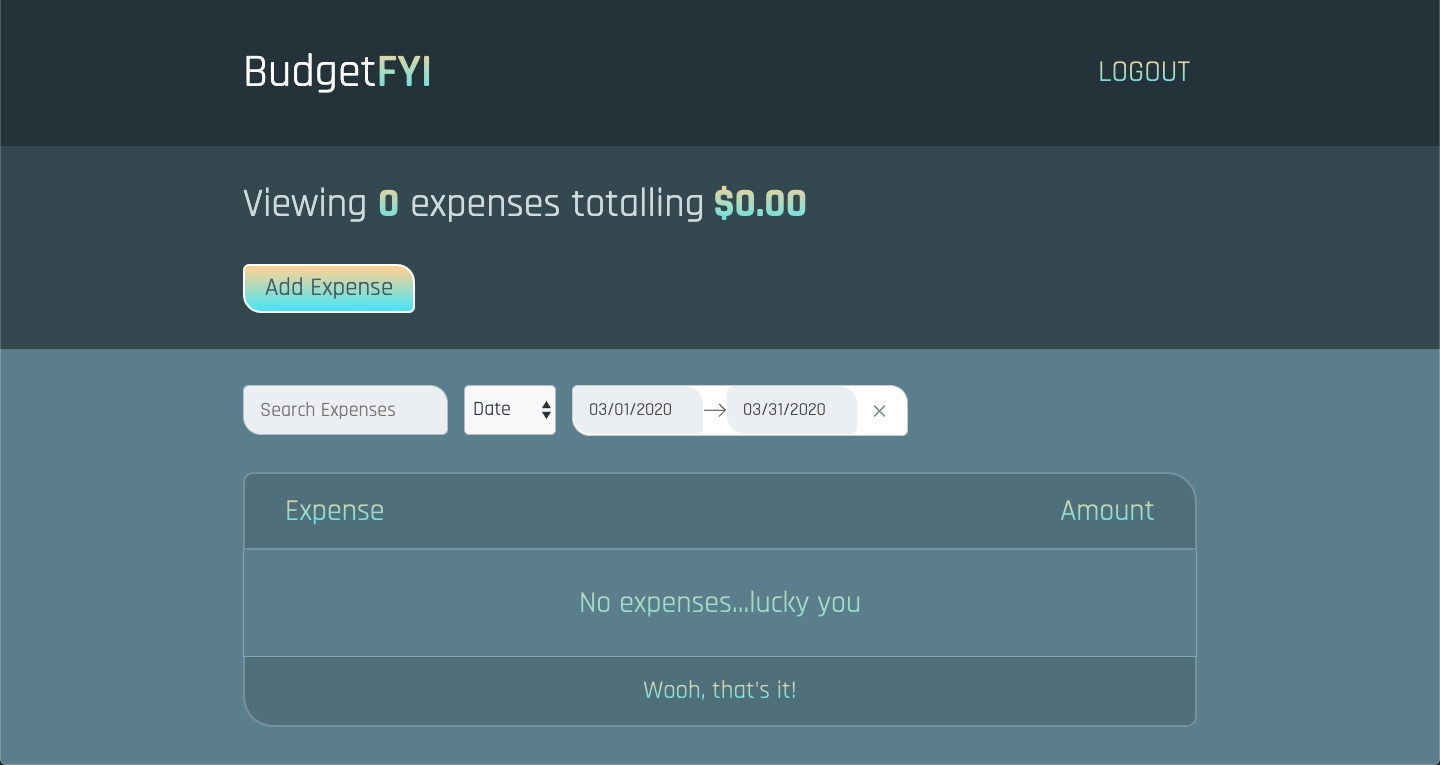 BudgetFYI
LOGOUT
Viewing 0 expenses totalling $0.00
Add Expense
Search Expenses
Date
03/01/2020
03/31/2020
Expense
Amount
No expenses...lucky you
Wooh, that's it!